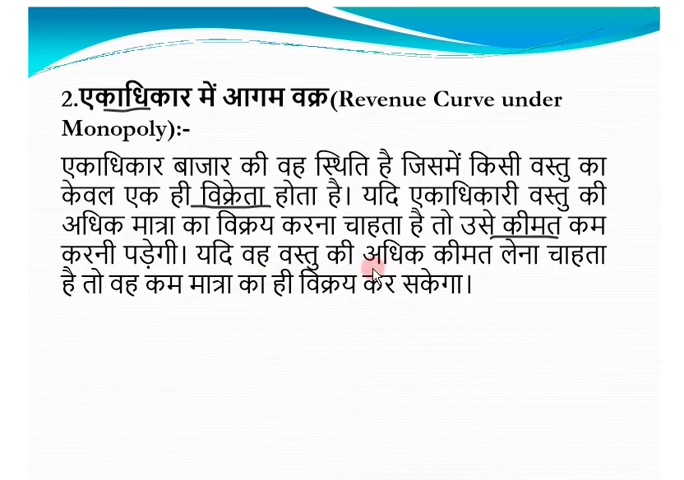 2.एकाधिकार में आगम वक्र(Revenue Curve under
Monopoly):-
एकाधिकार बाजार की वह स्थिति है जिसमें किसी वस्तु का
केवल एक ही विक्रेता होता है। यदि एकाधिकारी वस्तु की
अधिक मात्रा का विक्रय करना चाहता है तो उसे कीमत कम
करनी पड़ेगी। यदि वह वस्तु की अधिक कीमत लेना चाहता
है तो वह कम मात्रा का ही विक्रय कर सकेगा।